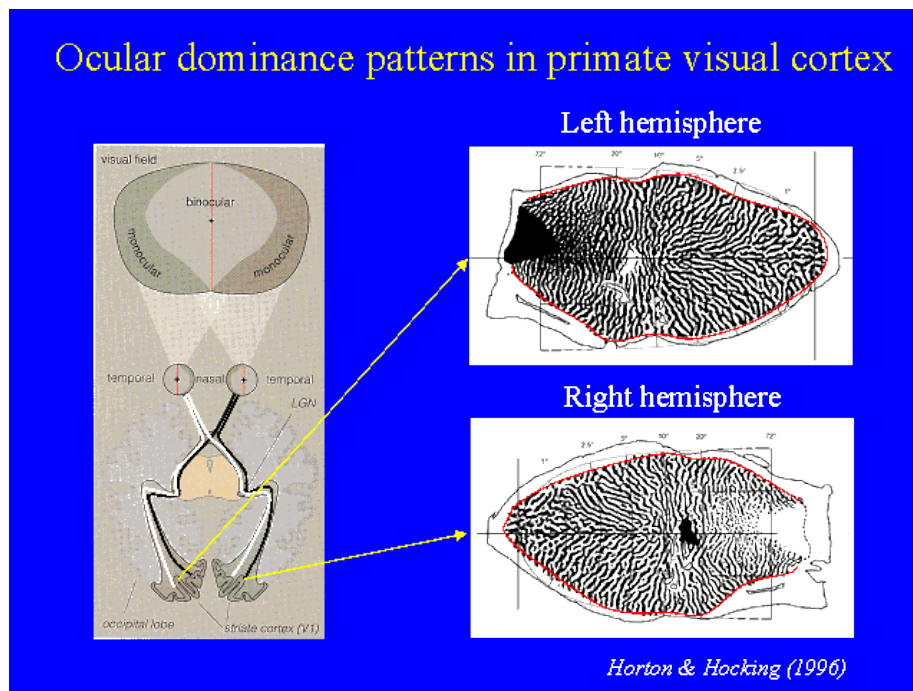 Ocular dominance patterns in primate visual cortex
Left hemisphere
visual field
binocular
monocular
monocular
temporal
nasal
temporal
LGN
occipital lobe
striate cortex (V1)
72°
20°
10°
5°
2.5°
1°
Right hemisphere
1°
2.5°
5°
10°
20°
72°
Horton & Hocking (1996)